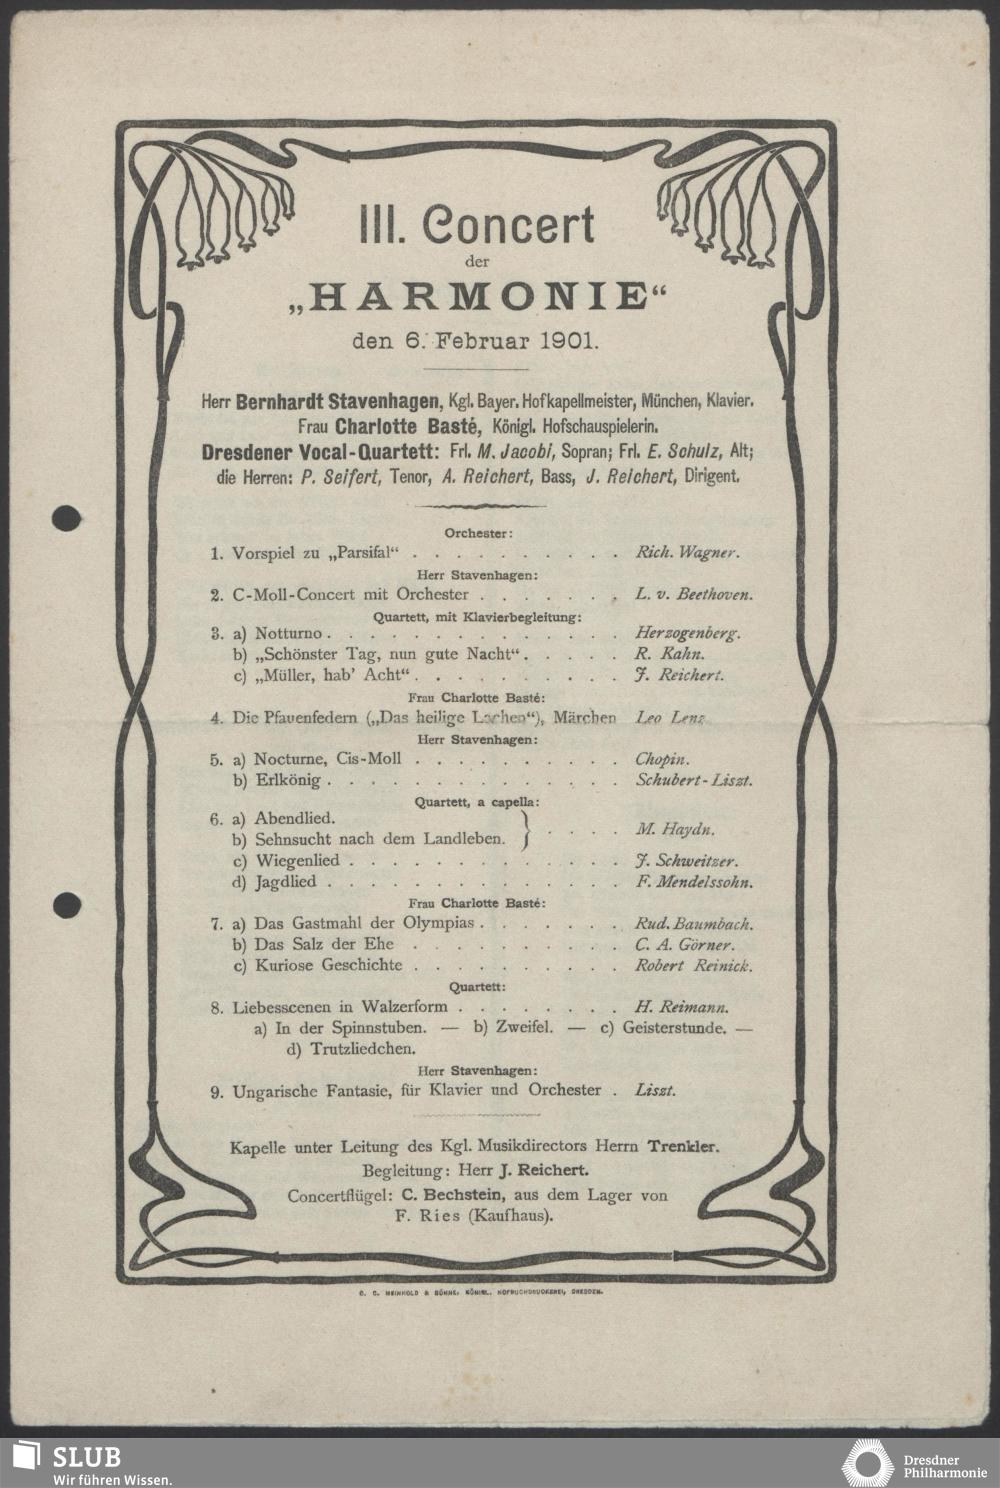 III. Concert
der
„HARMONIE“
den 6. Februar 1901.
Herr Bernhardt Stavenhagen, Kgl. Bayer. Hofkapellmeister, München, Klavier.
Frau Charlotte Basté, Königl. Hofschauspielerin.
Dresdener Vocal-Quartett: Frl. M. Jacobi, Sopran; Frl. E. Schulz, Alt;
die Herren: P. Seifert, Tenor, A. Reichert, Bass, J. Reichert, Dirigent.
Orchester:
1. Vorspiel zu „Parsifal“ . . . . . . . . . . Rich. Wagner.
Herr Stavenhagen:
2. C-Moll-Concert mit Orchester . . . . . . . L. v. Beethoven.
Quartett, mit Klavierbegleitung:
3. a) Notturno . . . . . . . . . . . . . . Herzogenberg.
b) „Schönster Tag, nun gute Nacht“ . . . . . R. Kahn.
c) „Müller, hab' Acht“ . . . . . . . . . . J. Reichert.
Frau Charlotte Basté:
4. Die Pfauenfedern („Das heilige Lachen“), Märchen Leo Lenz
Herr Stavenhagen:
5. a) Nocturne, Cis-Moll . . . . . . . . . . Chopin.
b) Erlkönig . . . . . . . . . . . . . . Schubert-Liszt.
Quartett, a capella:
6. a) Abendlied.
b) Sehnsucht nach dem Landleben. } . . . . M. Haydn.
c) Wiegenlied . . . . . . . . . . . . . J. Schweitzer.
d) Jagdlied . . . . . . . . . . . . . . F. Mendelssohn.
Frau Charlotte Basté:
7. a) Das Gastmahl der Olympias . . . . . . . Rud. Baumbach.
b) Das Salz der Ehe . . . . . . . . . . C. A. Görner.
c) Kuriose Geschichte . . . . . . . . . . Robert Reinick.
Quartett:
8. Liebesscenen in Walzerform . . . . . . . . H. Reimann.
a) In der Spinnstuben. — b) Zweifel. — c) Geisterstunde. —
d) Trutzliedchen.
Herr Stavenhagen:
9. Ungarische Fantasie, für Klavier und Orchester . Liszt.
Kapelle unter Leitung des Kgl. Musikdirectors Herrn Trenkler.
Begleitung: Herr J. Reichert.
Concertflügel: C. Bechstein, aus dem Lager von
F. Ries (Kaufhaus).
C. C. MEINHOLD & SÖHNE, KÖNIGL. HOFBUCHDRUCKEREI, DRESDEN.
SLUB
Wir führen Wissen.
Dresdner
Philharmonie